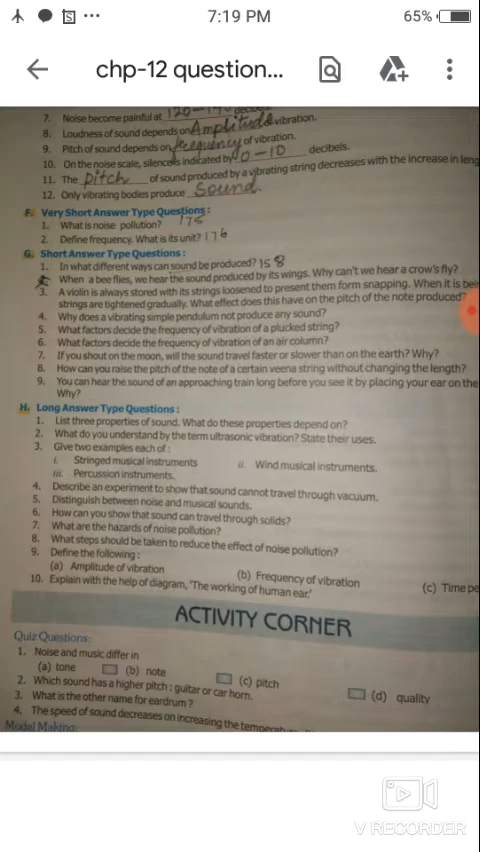 7:19 PM
65%
chp-12 question...
7. Noise become painful at 120-140 decibels
8. Loudness of sound depends on Amplitude of vibration.
9. Pitch of sound depends on frequency of vibration.
10. On the noise scale, silence is indicated by 0-10 decibels.
11. The pitch of sound produced by a vibrating string decreases with the increase in leng
12. Only vibrating bodies produce sound.
F. Very Short Answer Type Questions:
1. What is noise pollution? 175
2. Define frequency. What is its unit? 176
G. Short Answer Type Questions:
1. In what different ways can sound be produced? 158
When a bee flies, we hear the sound produced by its wings. Why can't we hear a crow's fly?
3. A violin is always stored with its strings loosened to present them form snapping. When it is bei
strings are tightened gradually. What effect does this have on the pitch of the note produced?
4. Why does a vibrating simple pendulum not produce any sound?
5. What factors decide the frequency of vibration of a plucked string?
6. What factors decide the frequency of vibration of an air column?
7. If you shout on the moon, will the sound travel faster or slower than on the earth? Why?
8. How can you raise the pitch of the note of a certain veena string without changing the length?
9. You can hear the sound of an approaching train long before you see it by placing your ear on the
Why?
H. Long Answer Type Questions:
1. List three properties of sound. What do these properties depend on?
2. What do you understand by the term ultrasonic vibration? State their uses.
3. Give two examples each of:
i. Stringed musical instruments ii. Wind musical instruments.
iii. Percussion instruments.
4. Describe an experiment to show that sound cannot travel through vacuum.
5. Distinguish between noise and musical sounds.
6. How can you show that sound can travel through solids?
7. What are the hazards of noise pollution?
8. What steps should be taken to reduce the effect of noise pollution?
9. Define the following:
(a) Amplitude of vibration (b) Frequency of vibration (c) Time pe
10. Explain with the help of diagram, 'The working of human ear.'
ACTIVITY CORNER
Quiz Questions:
1. Noise and music differ in
(a) tone (b) note (c) pitch (d) quality
2. Which sound has a higher pitch: guitar or car horn.
3. What is the other name for eardrum?
4. The speed of sound decreases on increasing the temperatu
Model Making:
V RECORDER